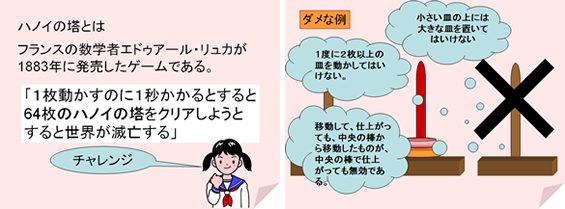 ハノイの塔とは
フランスの数学者エドゥアール・リュカが
1883年に発売したゲームである。
「1枚動かすのに1秒かかるとすると
64枚のハノイの塔をクリアしようと
すると世界が滅亡する」
チャレンジ
ダメな例
1度に2枚以上の
皿を動かしてはい
けない。
小さい皿の上には
大きな皿を置いて
はいけない
移動して、仕上がっ
ても、中央の棒か
ら移動したものが、
中央の棒で仕上
がっても無効であ
る。